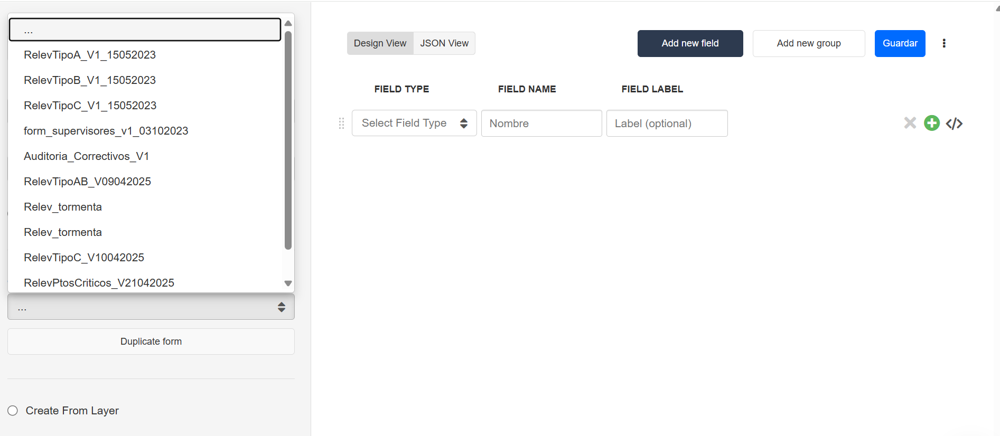 ...
RelevTipoA_V1_15052023
RelevTipoB_V1_15052023
RelevTipoC_V1_15052023
form_supervisores_v1_03102023
Auditoria_Correctivos_V1
RelevTipoAB_V09042025
Relev_tormenta
Relev_tormenta
RelevTipoC_V10042025
RelevPtosCriticos_V21042025
...
Duplicate form
Create From Layer
Design View JSON View Add new field Add new group Guardar
FIELD TYPE FIELD NAME FIELD LABEL
Select Field Type Nombre Label (optional)